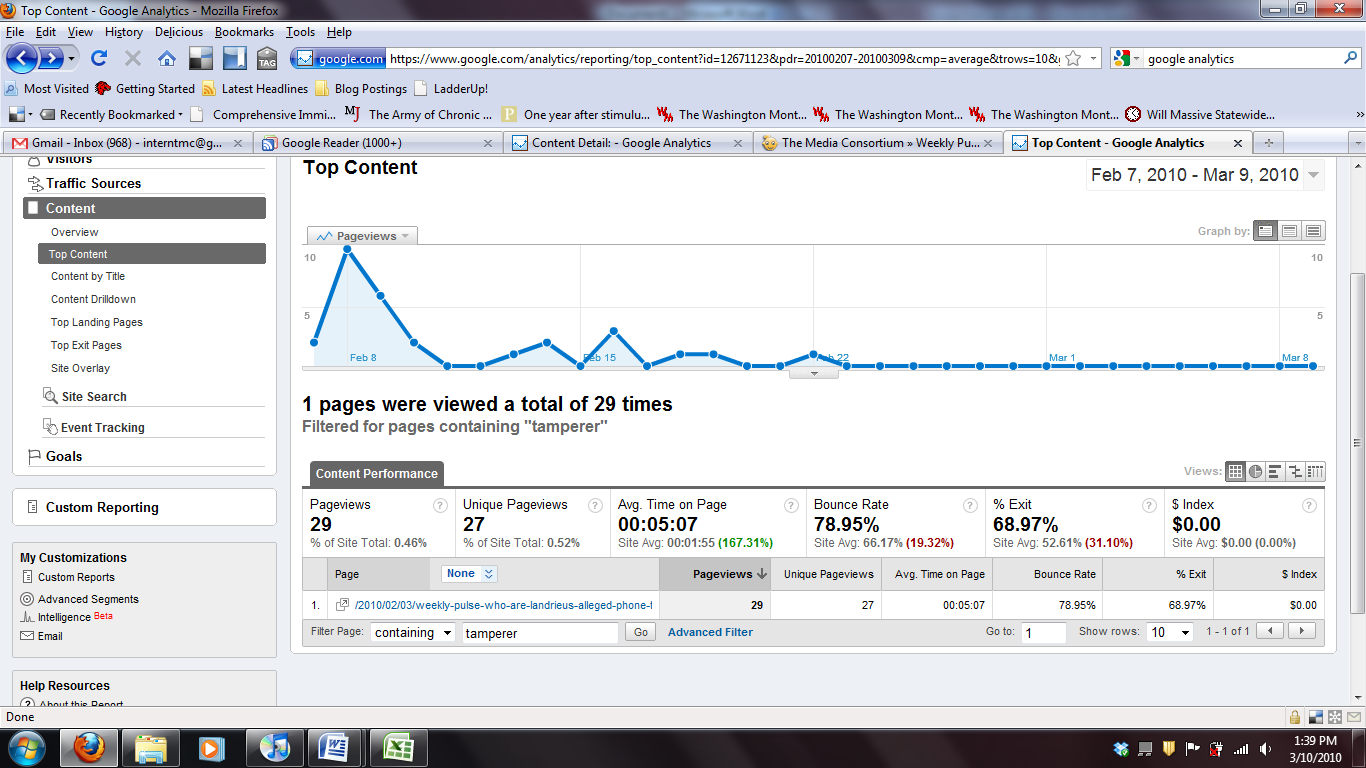 Top Content - Google Analytics - Mozilla Firefox
File Edit View History Delicious Bookmarks Tools Help
TAG google.com https://www.google.com/analytics/reporting/top_content?id=12671123&pdr=20100207-20100309&cmp=average&trows=10& google analytics
Most Visited Getting Started Latest Headlines Blog Postings LadderUp!
Recently Bookmarked Comprehensive Immi... MJ The Army of Chronic ... P One year after stimulu... The Washington Mont... The Washington Mont... The Washington Mont... Will Massive Statewide... »
Gmail - Inbox (968) - interntmc@g... Google Reader (1000+) Content Detail: - Google Analytics The Media Consortium » Weekly Pu... Top Content - Google Analytics
Visitors
Traffic Sources
Content
Overview
Top Content
Content by Title
Content Drilldown
Top Landing Pages
Top Exit Pages
Site Overlay
Site Search
Event Tracking
Goals
Custom Reporting
My Customizations
Custom Reports
Advanced Segments
Intelligence Beta
Email
Help Resources
About this Report
Top Content
Feb 7, 2010 - Mar 9, 2010
Pageviews
Graph by:
10 10
5 5
Feb 8 Feb 15 Feb 22 Mar 1 Mar 8
1 pages were viewed a total of 29 times
Filtered for pages containing "tamperer"
Content Performance
Views:
Pageviews ? Unique Pageviews ? Avg. Time on Page ? Bounce Rate ? % Exit ? $ Index ?
29 27 00:05:07 78.95% 68.97% $0.00
% of Site Total: 0.46% % of Site Total: 0.52% Site Avg: 00:01:55 (167.31%) Site Avg: 66.17% (19.32%) Site Avg: 52.61% (31.10%) Site Avg: $0.00 (0.00%)
Page None Pageviews Unique Pageviews Avg. Time on Page Bounce Rate % Exit $ Index
1. /2010/02/03/weekly-pulse-who-are-landrieus-alleged-phone-t 29 27 00:05:07 78.95% 68.97% $0.00
Filter Page: containing tamperer Go Advanced Filter Go to: 1 Show rows: 10 1 - 1 of 1
Done
1:39 PM
3/10/2010